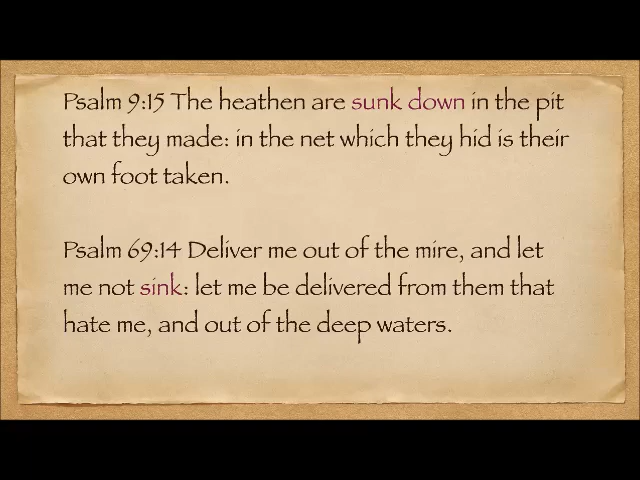 Psalm 9:15 The heathen are sunk down in the pit
that they made: in the net which they hid is their
own foot taken.
Psalm 69:14 Deliver me out of the mire, and let
me not sink: let me be delivered from them that
hate me, and out of the deep waters.